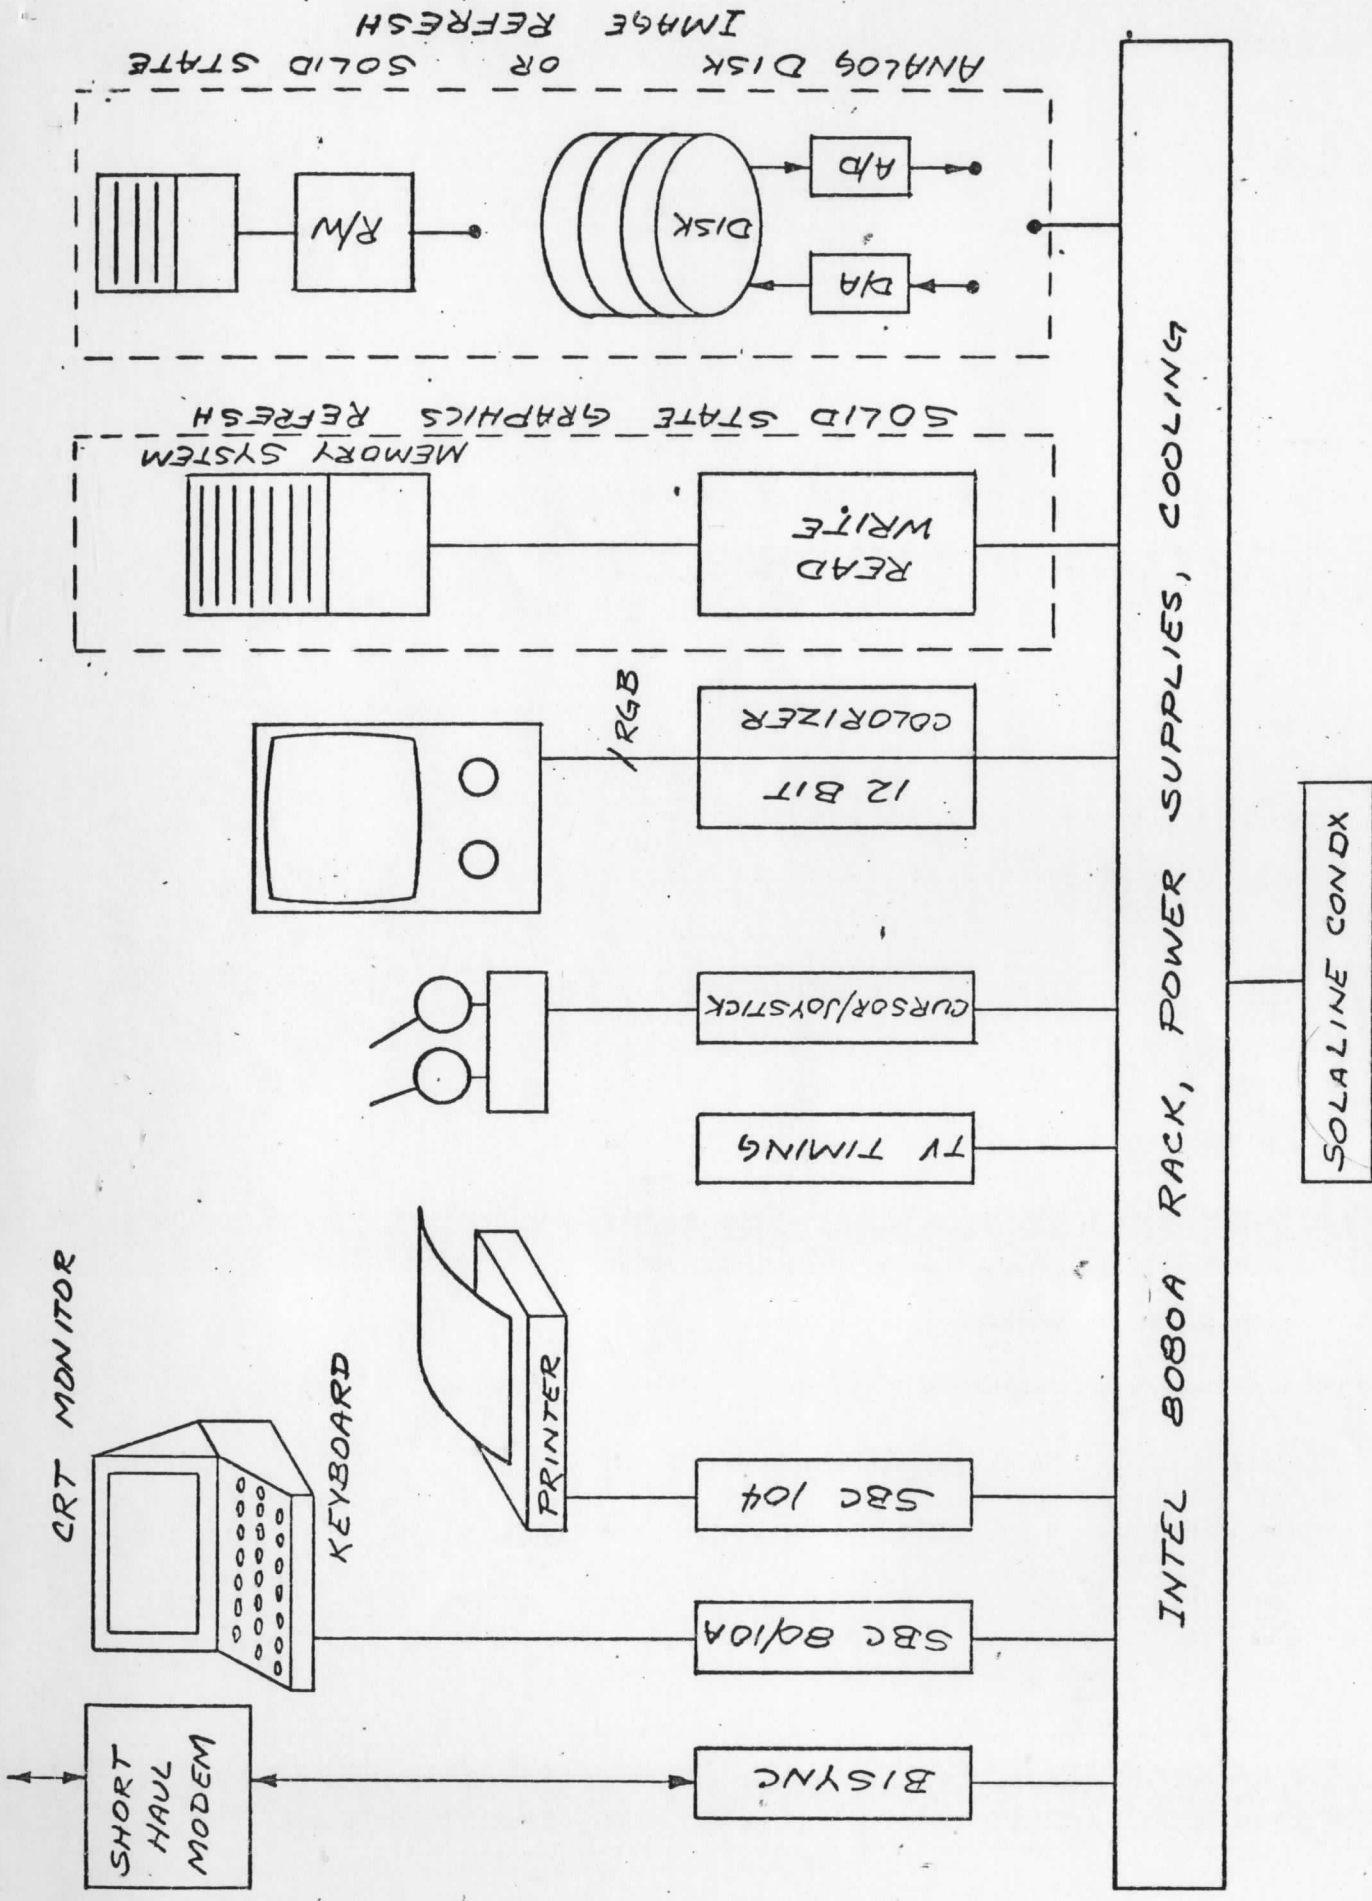 SHORT
HAUL
MODEM
CRT MONITOR
KEYBOARD
PRINTER
/RGB
MEMORY SYSTEM
SOLID STATE GRAPHICS REFRESH
ANALOG DISK OR SOLID STATE
IMAGE REFRESH
R/W
DISK
D/A
A/D
BISYNC
SBC 80/10A
SBC 104
TV TIMING
CURSOR/JOYSTICK
12 BIT
COLORIZER
READ
WRITE
INTEL 8080A RACK, POWER SUPPLIES, COOLING
SOLALINE CONDX